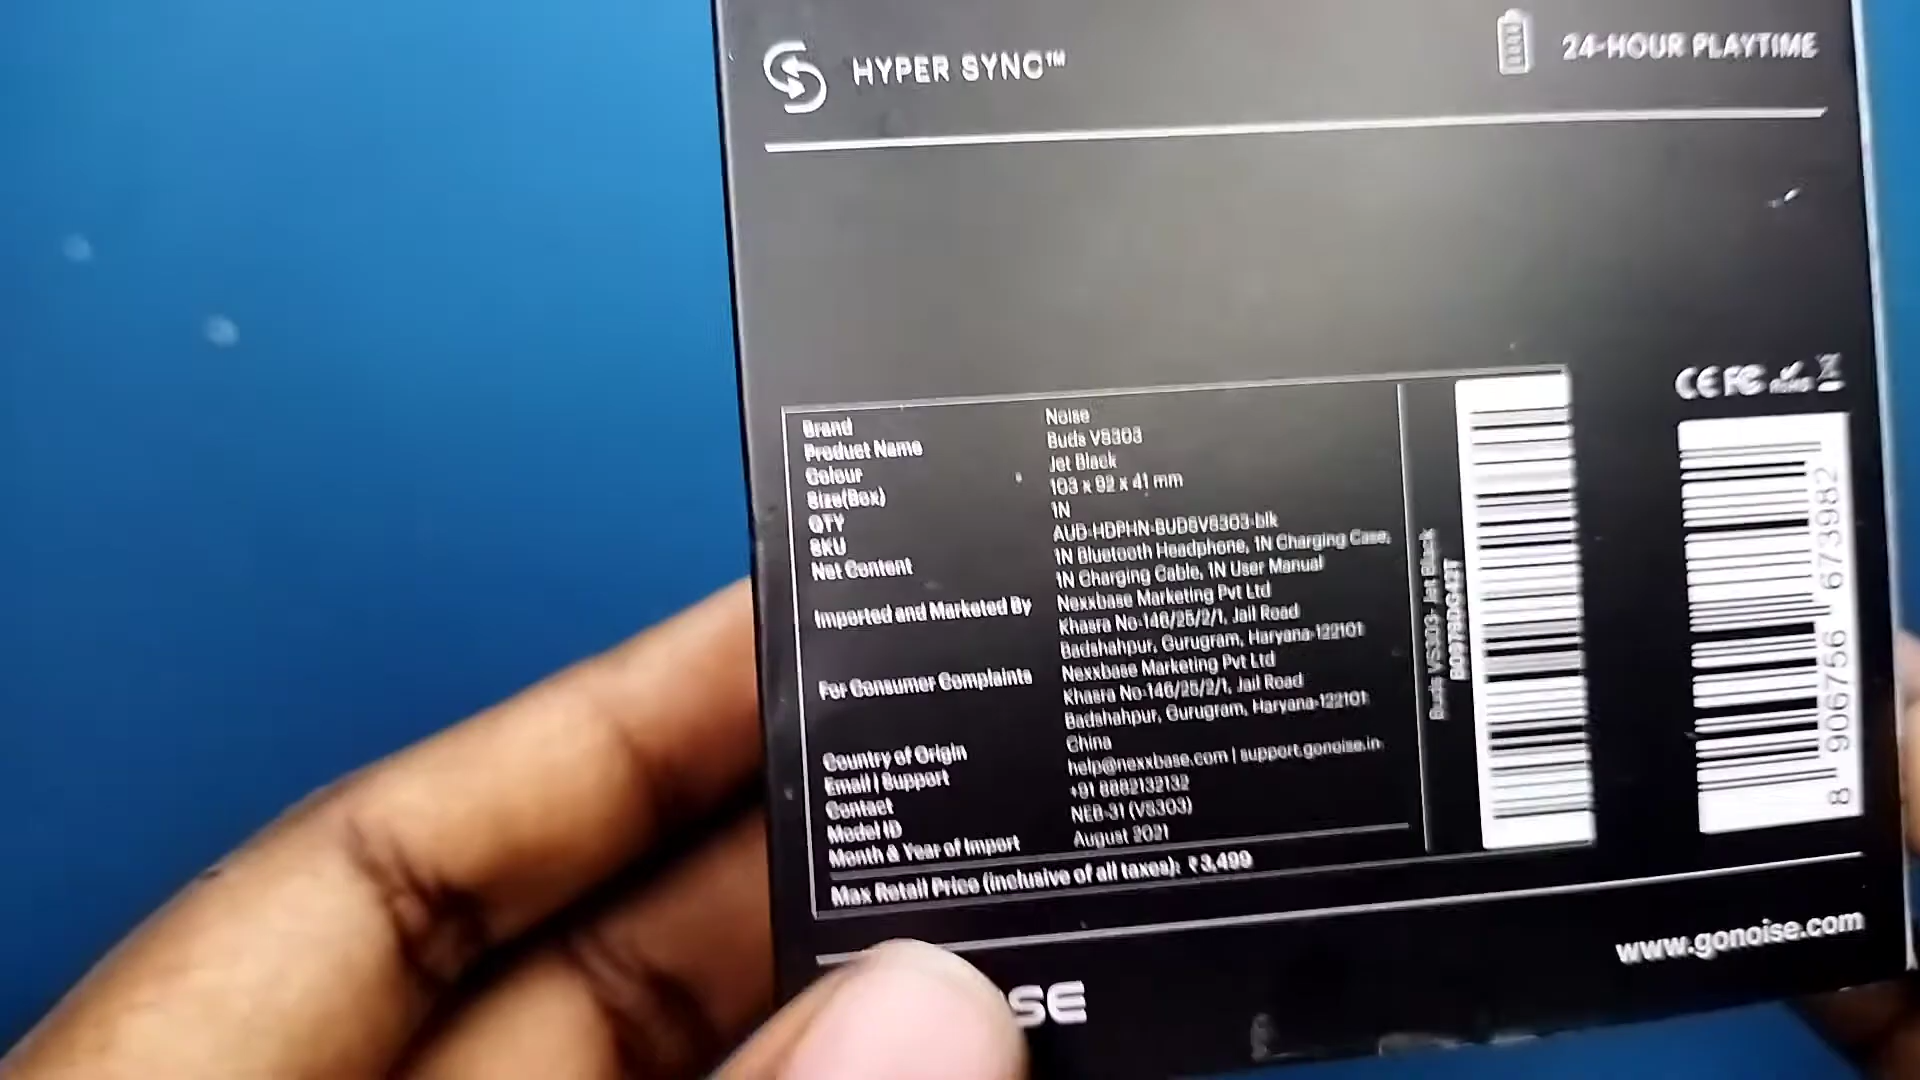 HYPER SYNC™
24-HOUR PLAYTIME
Brand Noise
Product Name Buds VS303
Colour Jet Black
Size(Box) 103 x 92 x 41 mm
QTY 1N
SKU AUD-HDPHN-BUDSVS303-blk
Net Content 1N Bluetooth Headphone, 1N Charging Case,
1N Charging Cable, 1N User Manual
Imported and Marketed By Nexxbase Marketing Pvt Ltd
Khasra No-146/25/2/1, Jail Road
Badshahpur, Gurugram, Haryana-122101
For Consumer Complaints Nexxbase Marketing Pvt Ltd
Khasra No-146/25/2/1, Jail Road
Badshahpur, Gurugram, Haryana-122101
Country of Origin China
Email | Support help@nexxbase.com | support.gonoise.in
Contact +91 8882132132
Model ID NEB-31 (VS303)
Month & Year of Import August 2021
Max Retail Price (inclusive of all taxes): ₹3,499
Buds VS303- Jet Black
CE FC RoHS
8 906756 673982
www.gonoise.com
SE